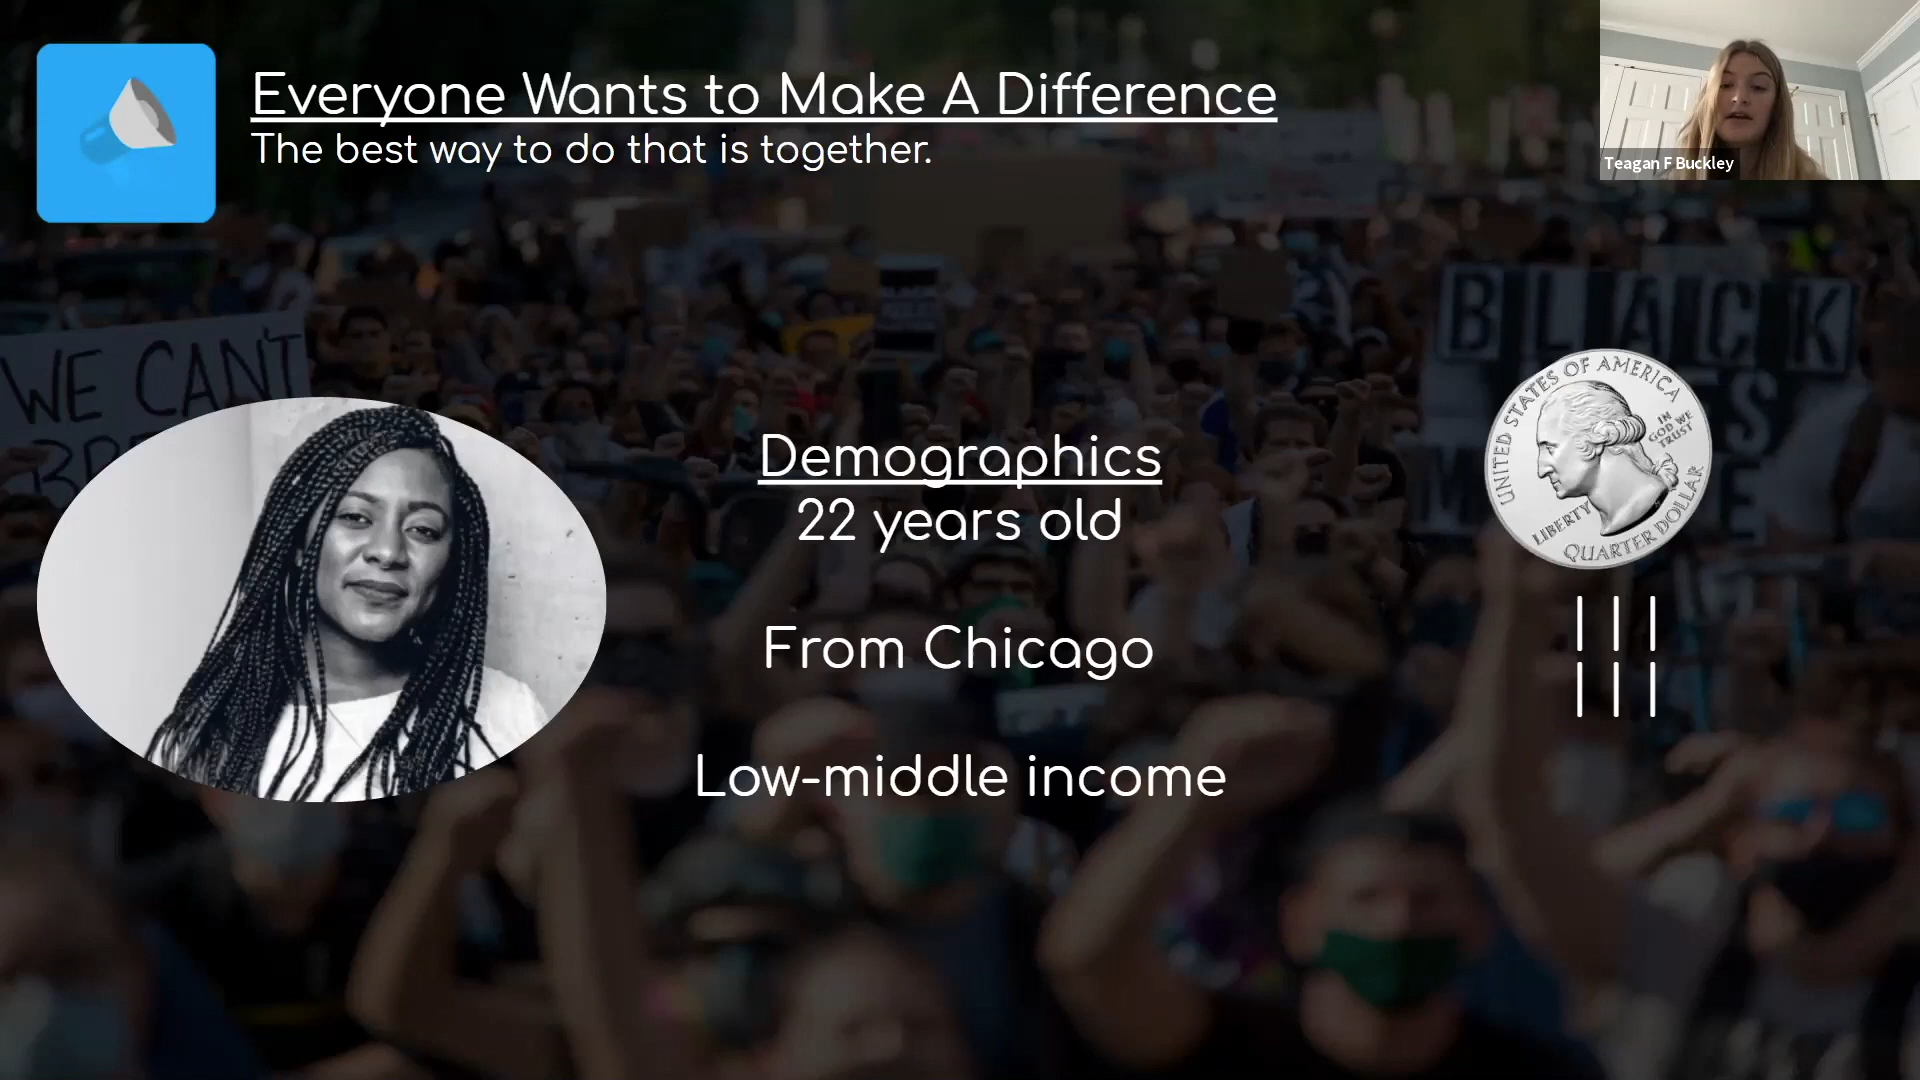 Everyone Wants to Make A Difference
The best way to do that is together.
Teagan F Buckley
BLACK
WE CAN'T
UNITED STATES OF AMERICA
IN
GOD WE
TRUST
LIBERTY
QUARTER DOLLAR
Demographics
22 years old
From Chicago
Low-middle income